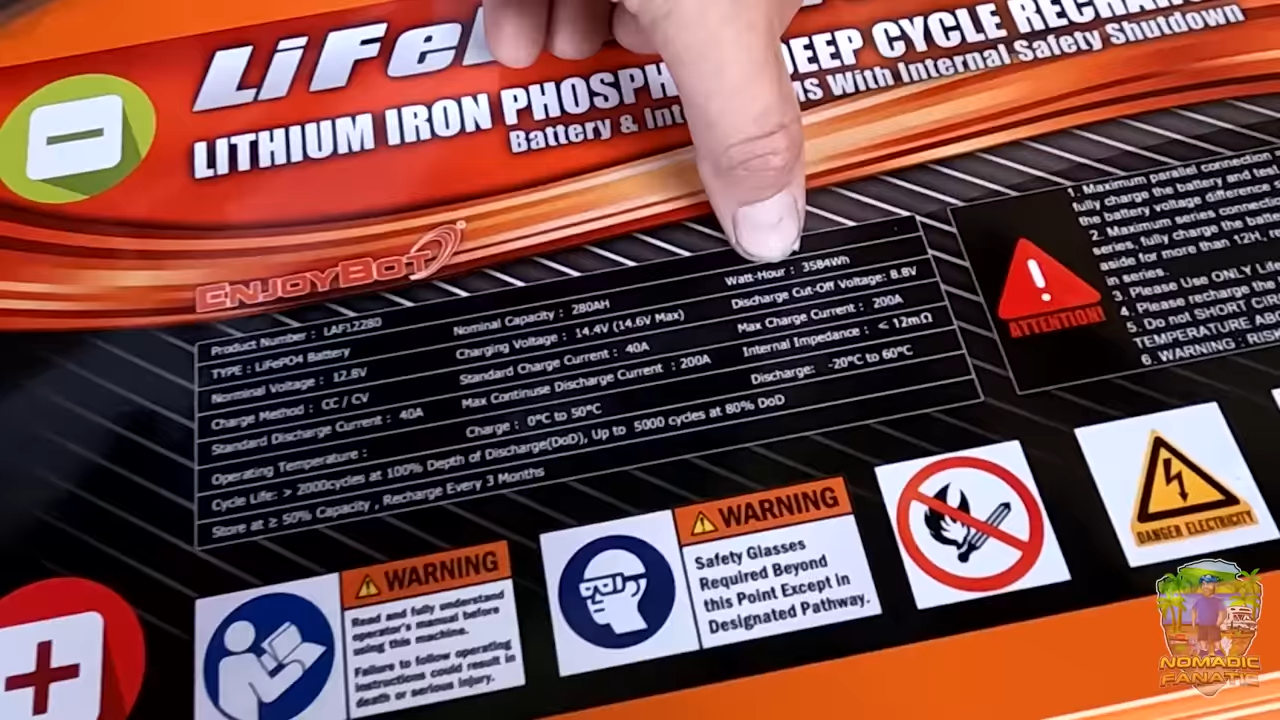 LiFe
LITHIUM IRON PHOSPH DEEP CYCLE RECHAR
Battery & Int ms With Internal Safety Shutdown
ENJOYBOT
Product Number : LAF12280
Nominal Capacity : 280AH
Watt-Hour : 3584Wh
TYPE : LiFePO4 Battery
Charging Voltage : 14.4V (14.6V Max)
Discharge Cut-Off Voltage: 8.8V
Norminal Voltage : 12.8V
Standard Charge Current : 40A
Max Charge Current : 200A
Charge Method : CC / CV
Max Continuse Discharge Current : 200A
Internal Impedance : < 12mΩ
Standard Discharge Current : 40A
Operating Temperature :
Charge : 0°C to 50°C
Discharge: -20°C to 60°C
Cycle Life: > 2000cycles at 100% Depth of Discharge(DoD), Up to 5000 cycles at 80% DoD
Store at ≥ 50% Capacity , Recharge Every 3 Months
ATTENTION!
1. Maximum parallel connection
fully charge the battery and test
the battery voltage difference
2. Maximum series connectio
series, fully charge the batte
aside for more than 12H, re
in series.
3. Please Use ONLY Life
4. Please recharge the
5. Do not SHORT CIR
TEMPERATURE ABO
6. WARNING : RIS
WARNING
Read and fully understand
operator's manual before
using this machine.
Failure to follow operating
instructions could result in
death or serious injury.
WARNING
Safety Glasses
Required Beyond
this Point Except in
Designated Pathway.
DANGER ELECTRICITY
NOMADIC
FANATIC